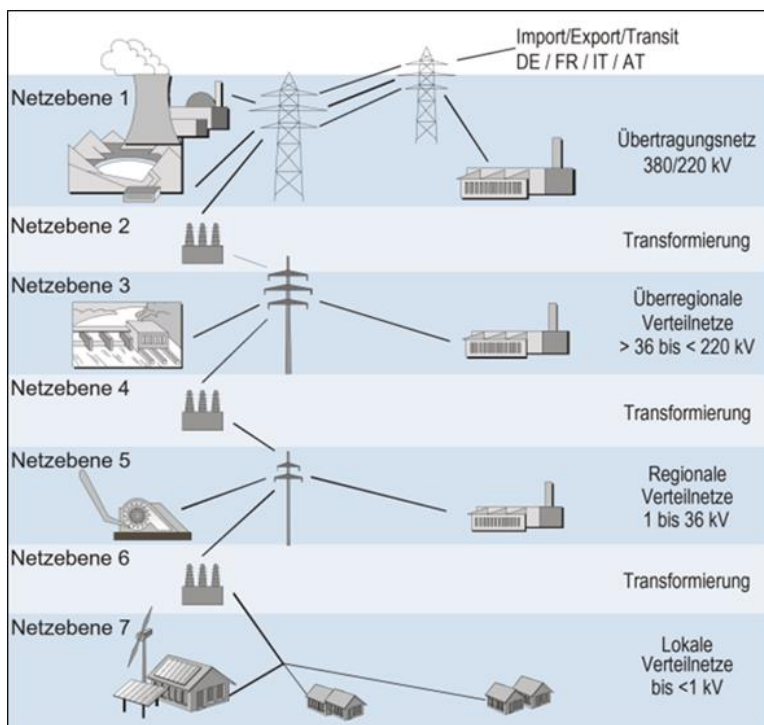 Import/Export/Transit
DE / FR / IT / AT
Netzebene 1
Übertragungsnetz
380/220 kV
Netzebene 2
Transformierung
Netzebene 3
Überregionale
Verteilnetze
> 36 bis < 220 kV
Netzebene 4
Transformierung
Netzebene 5
Regionale
Verteilnetze
1 bis 36 kV
Netzebene 6
Transformierung
Netzebene 7
Lokale
Verteilnetze
bis <1 kV